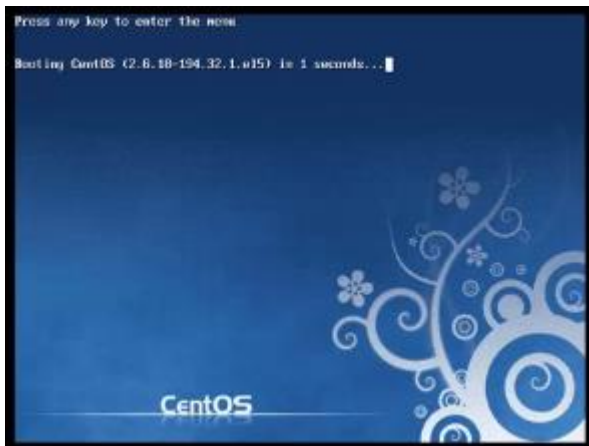 Press any key to enter the menu
Booting CentOS (2.6.18-194.32.1.el5) in 1 seconds...
CentOS